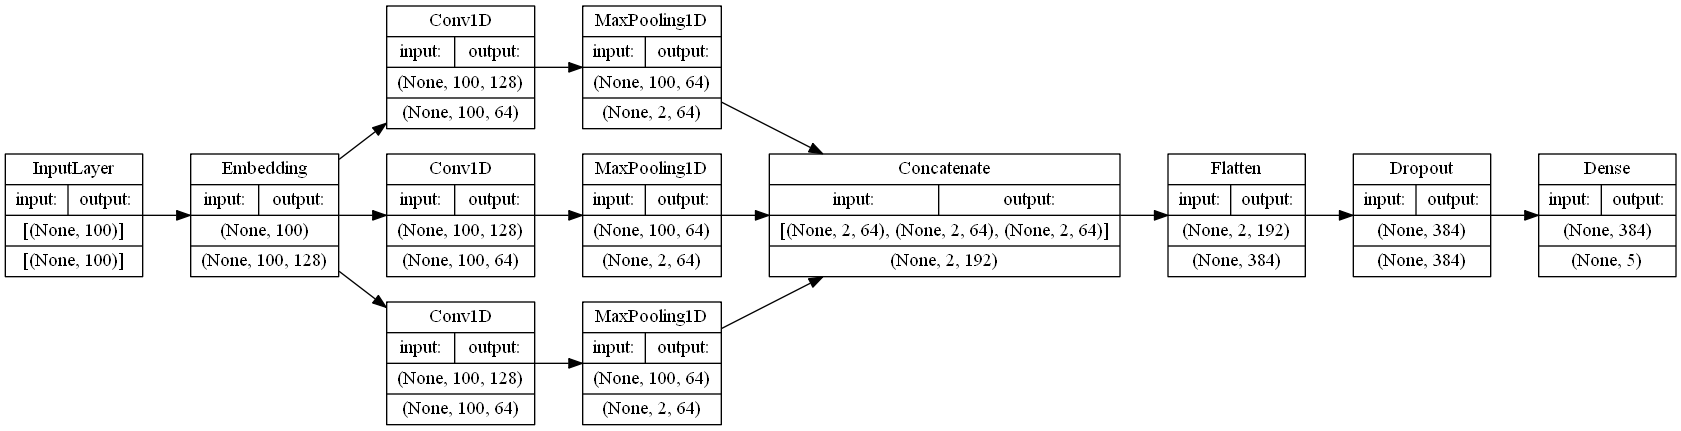 Conv1D
input: output:
(None, 100, 128)
(None, 100, 64)
MaxPooling1D
input: output:
(None, 100, 64)
(None, 2, 64)
InputLayer
input: output:
[(None, 100)]
[(None, 100)]
Embedding
input: output:
(None, 100)
(None, 100, 128)
Conv1D
input: output:
(None, 100, 128)
(None, 100, 64)
MaxPooling1D
input: output:
(None, 100, 64)
(None, 2, 64)
Concatenate
input: output:
[(None, 2, 64), (None, 2, 64), (None, 2, 64)]
(None, 2, 192)
Flatten
input: output:
(None, 2, 192)
(None, 384)
Dropout
input: output:
(None, 384)
(None, 384)
Dense
input: output:
(None, 384)
(None, 5)
Conv1D
input: output:
(None, 100, 128)
(None, 100, 64)
MaxPooling1D
input: output:
(None, 100, 64)
(None, 2, 64)